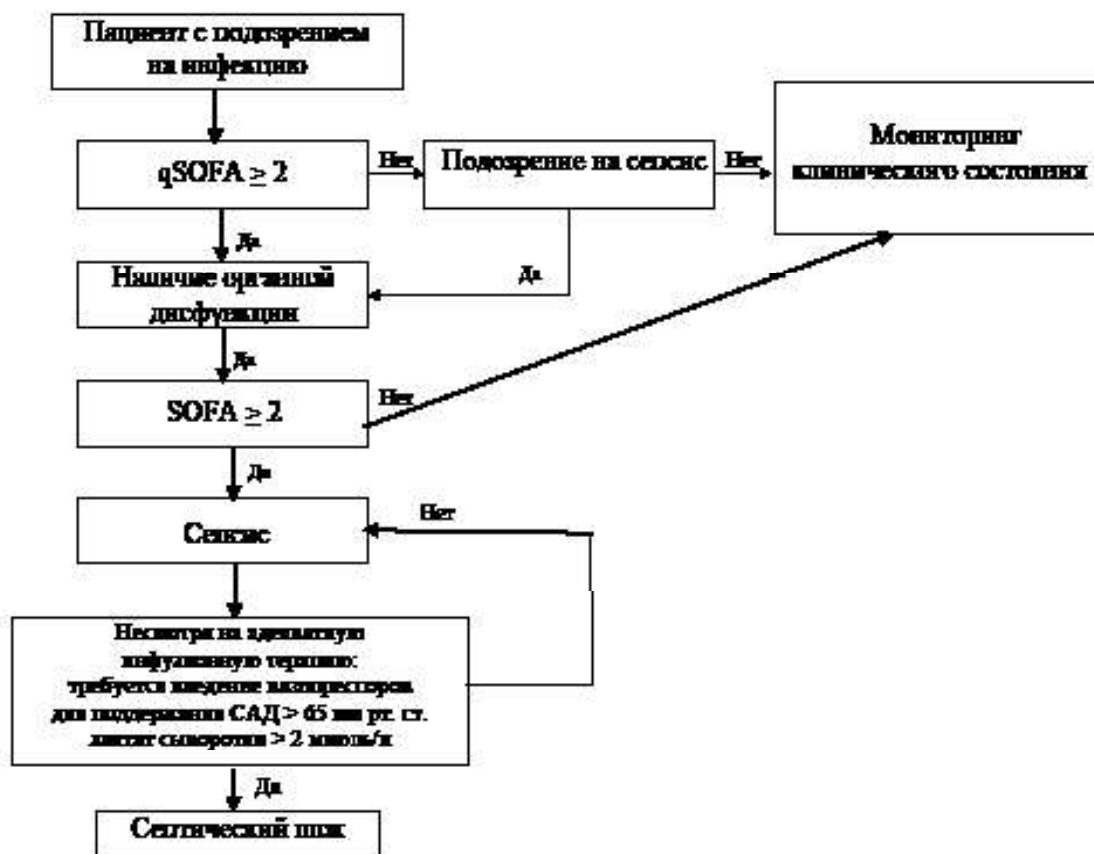 Пациент с подозрением
на инфекцию
qSOFA ≥ 2
Нет
Подозрение на сепсис
Нет
Мониторинг
клинического состояния
Да
Да
Наличие органной
дисфункции
Да
SOFA ≥ 2
Нет
Да
Сепсис
Нет
Несмотря на адекватную
инфузионную терапию:
требуется введение вазопрессоров
для поддержания САД > 65 мм рт. ст.
лактат сыворотки > 2 ммоль/л
Да
Септический шок